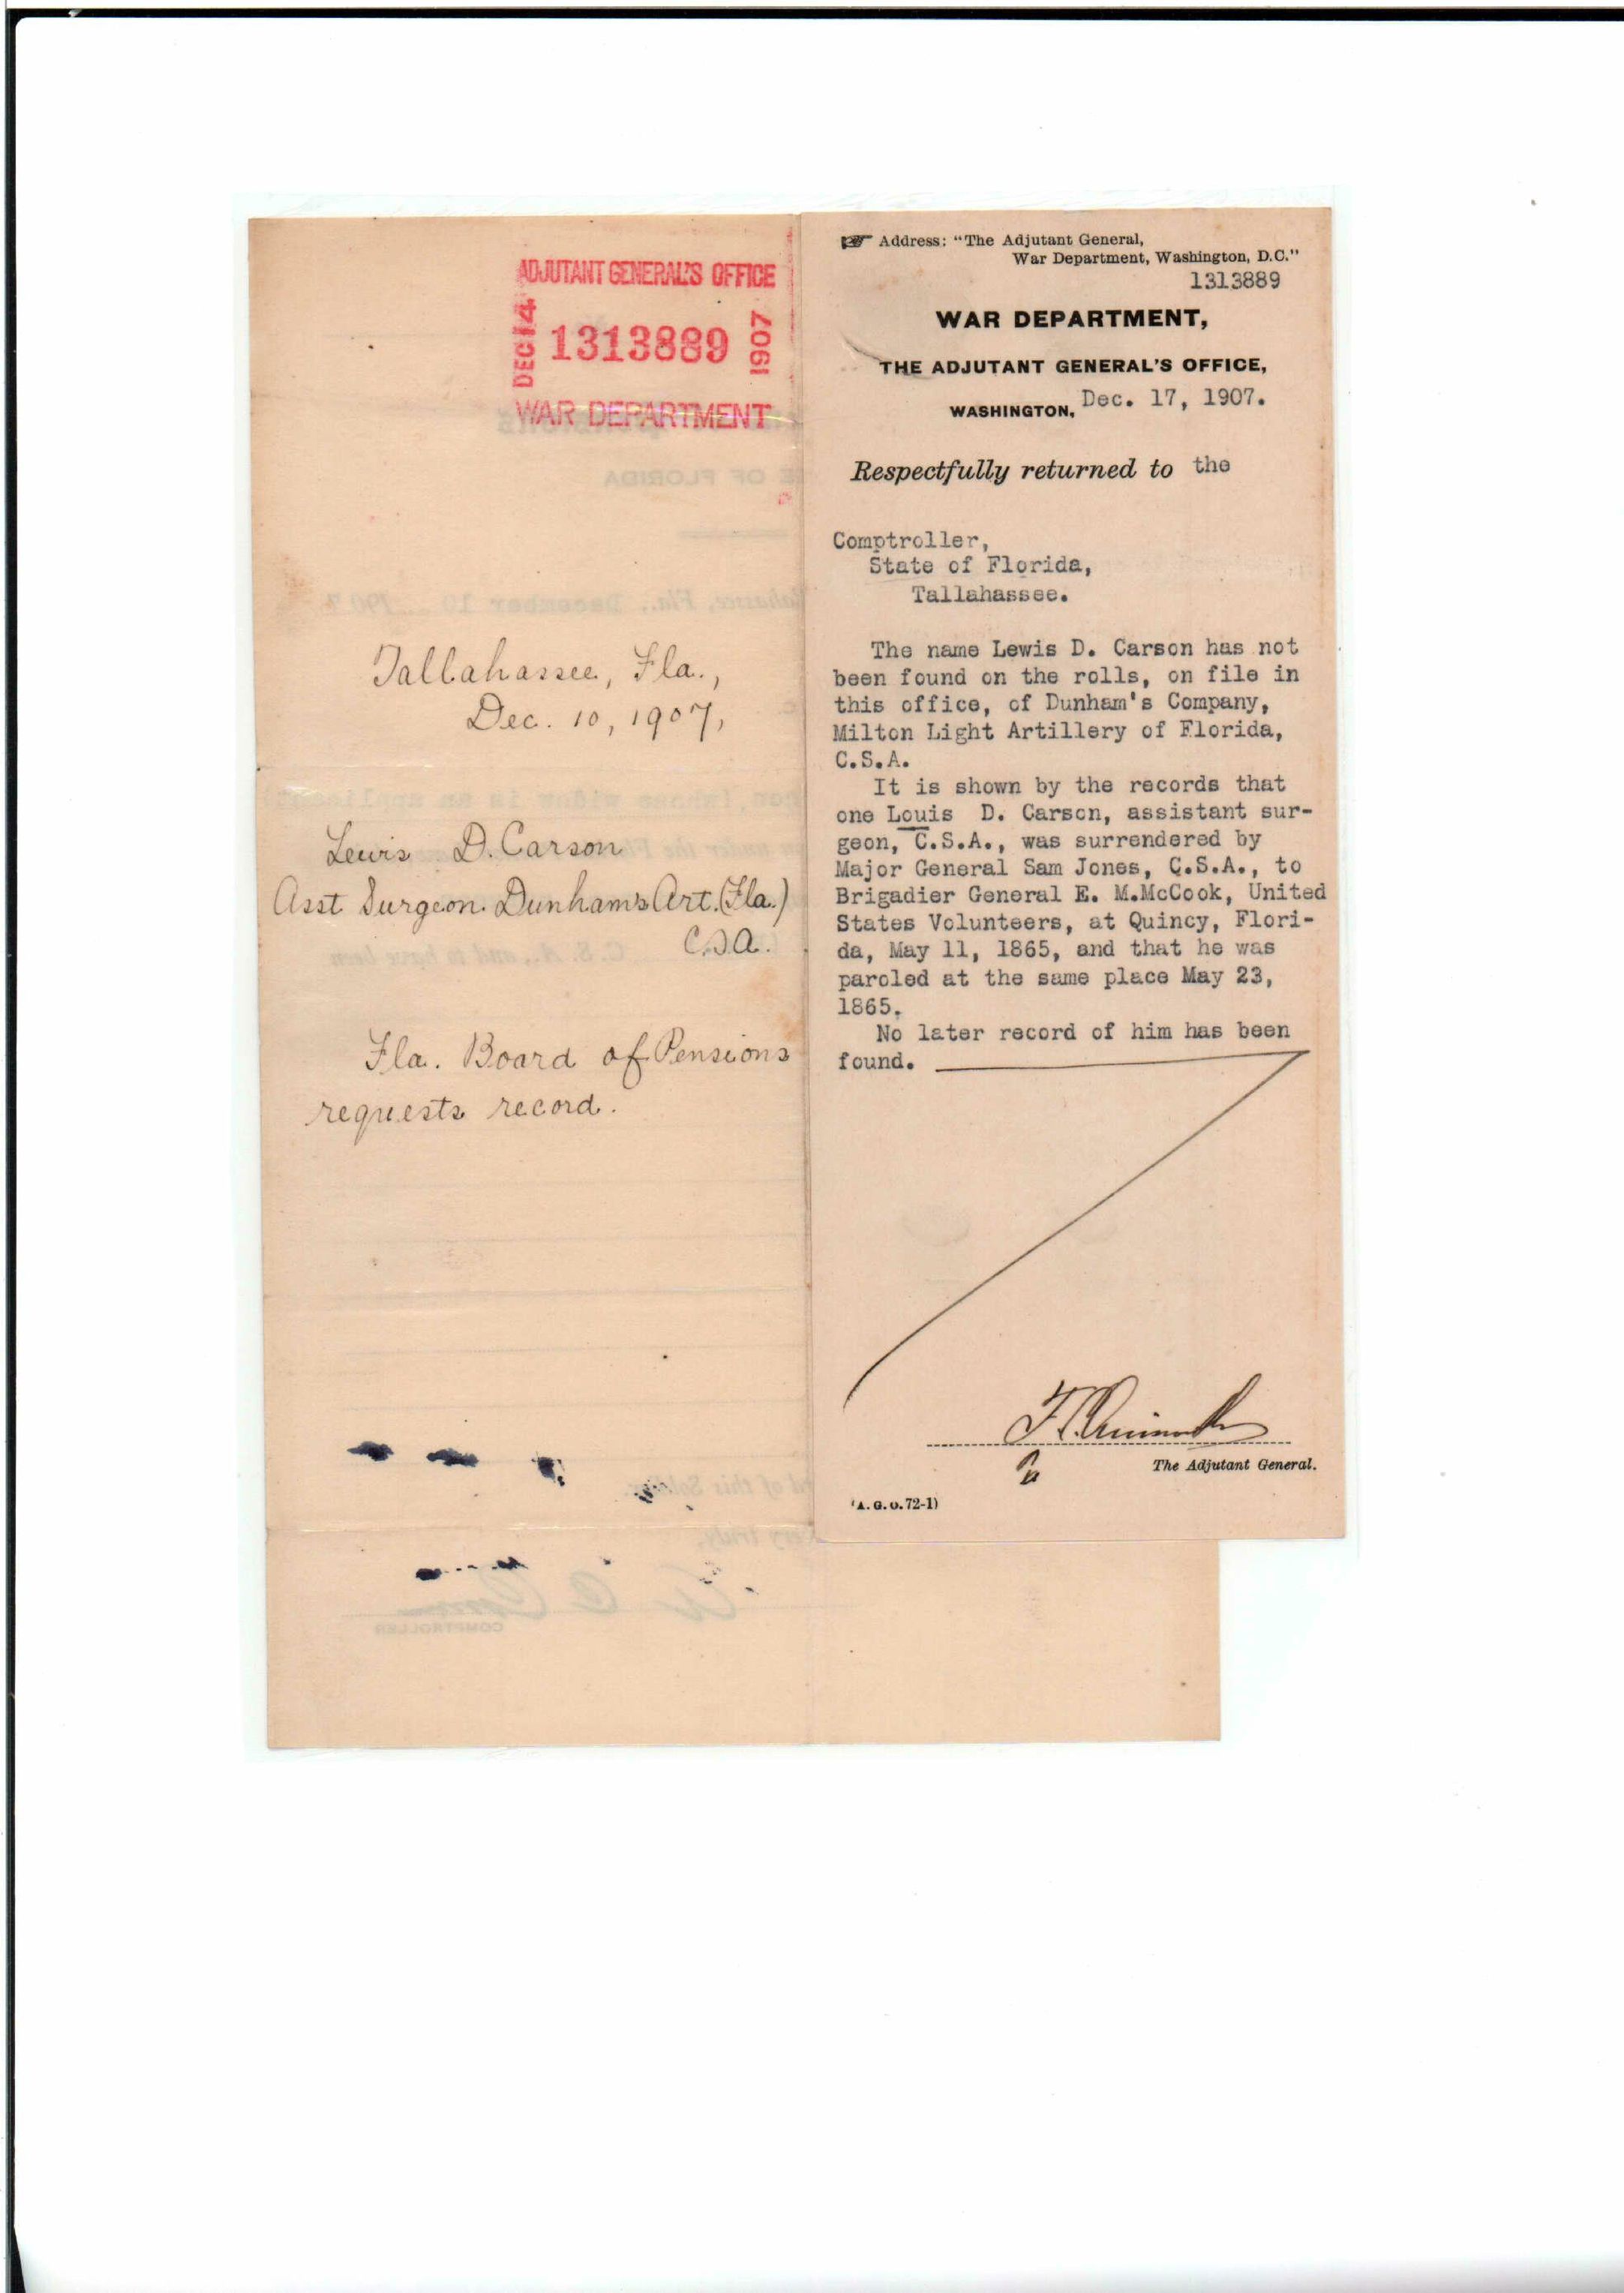 ADJUTANT GENERAL'S OFFICE
DEC 14 1313889 1907
WAR DEPARTMENT
Tallahassee, Fla.,
Dec. 10, 1907,
Lewis D. Carson
Asst Surgeon. Dunham's Art. (Fla.)
C.S.A.
Fla. Board of Pensions
requests record.
Address: "The Adjutant General,
War Department, Washington, D.C."
1313889
WAR DEPARTMENT,
THE ADJUTANT GENERAL'S OFFICE,
WASHINGTON, Dec. 17, 1907.
Respectfully returned to the
Comptroller,
State of Florida,
Tallahassee.
The name Lewis D. Carson has not
been found on the rolls, on file in
this office, of Dunham's Company,
Milton Light Artillery of Florida,
C.S.A.
It is shown by the records that
one Louis D. Carson, assistant sur-
geon, C.S.A., was surrendered by
Major General Sam Jones, C.S.A., to
Brigadier General E. M.McCook, United
States Volunteers, at Quincy, Flori-
da, May 11, 1865, and that he was
paroled at the same place May 23,
1865.
No later record of him has been
found.
The Adjutant General.
(A. G. O. 72-1)